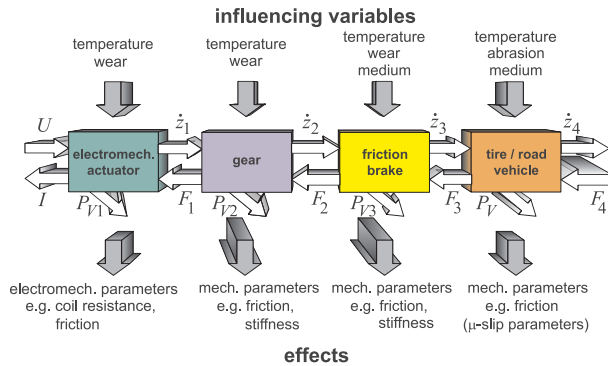 influencing variables
temperature
wear
temperature
wear
temperature
wear
medium
temperature
abrasion
medium
U
ż1
ż2
ż3
ż4
electromech.
actuator
gear
friction
brake
tire / road
vehicle
I
PV1
F1
PV2
F2
PV3
F3
PV
F4
electromech. parameters
e.g. coil resistance,
friction
mech. parameters
e.g. friction,
stiffness
mech. parameters
e.g. friction,
stiffness
mech. parameters
e.g. friction
(μ-slip parameters)
effects